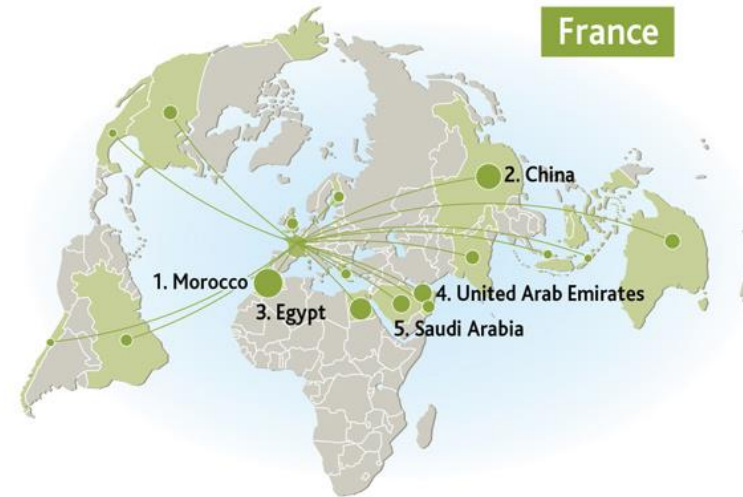 France
2. China
1. Morocco
3. Egypt
4. United Arab Emirates
5. Saudi Arabia